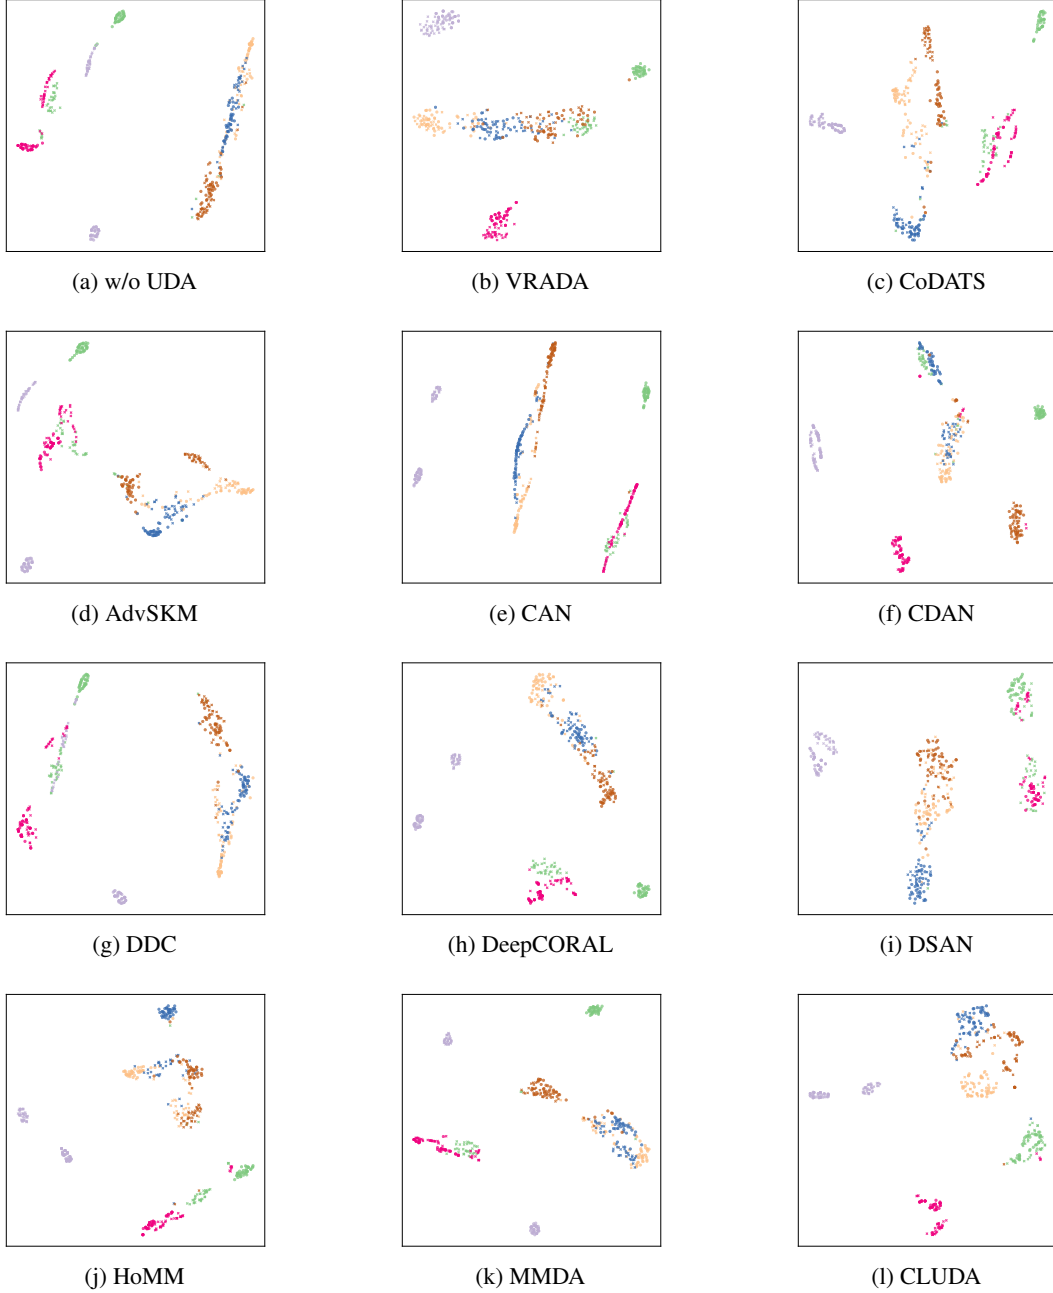 (a) w/o UDA
(b) VRADA
(c) CoDATS
(d) AdvSKM
(e) CAN
(f) CDAN
(g) DDC
(h) DeepCORAL
(i) DSAN
(j) HoMM
(k) MMDA
(l) CLUDA